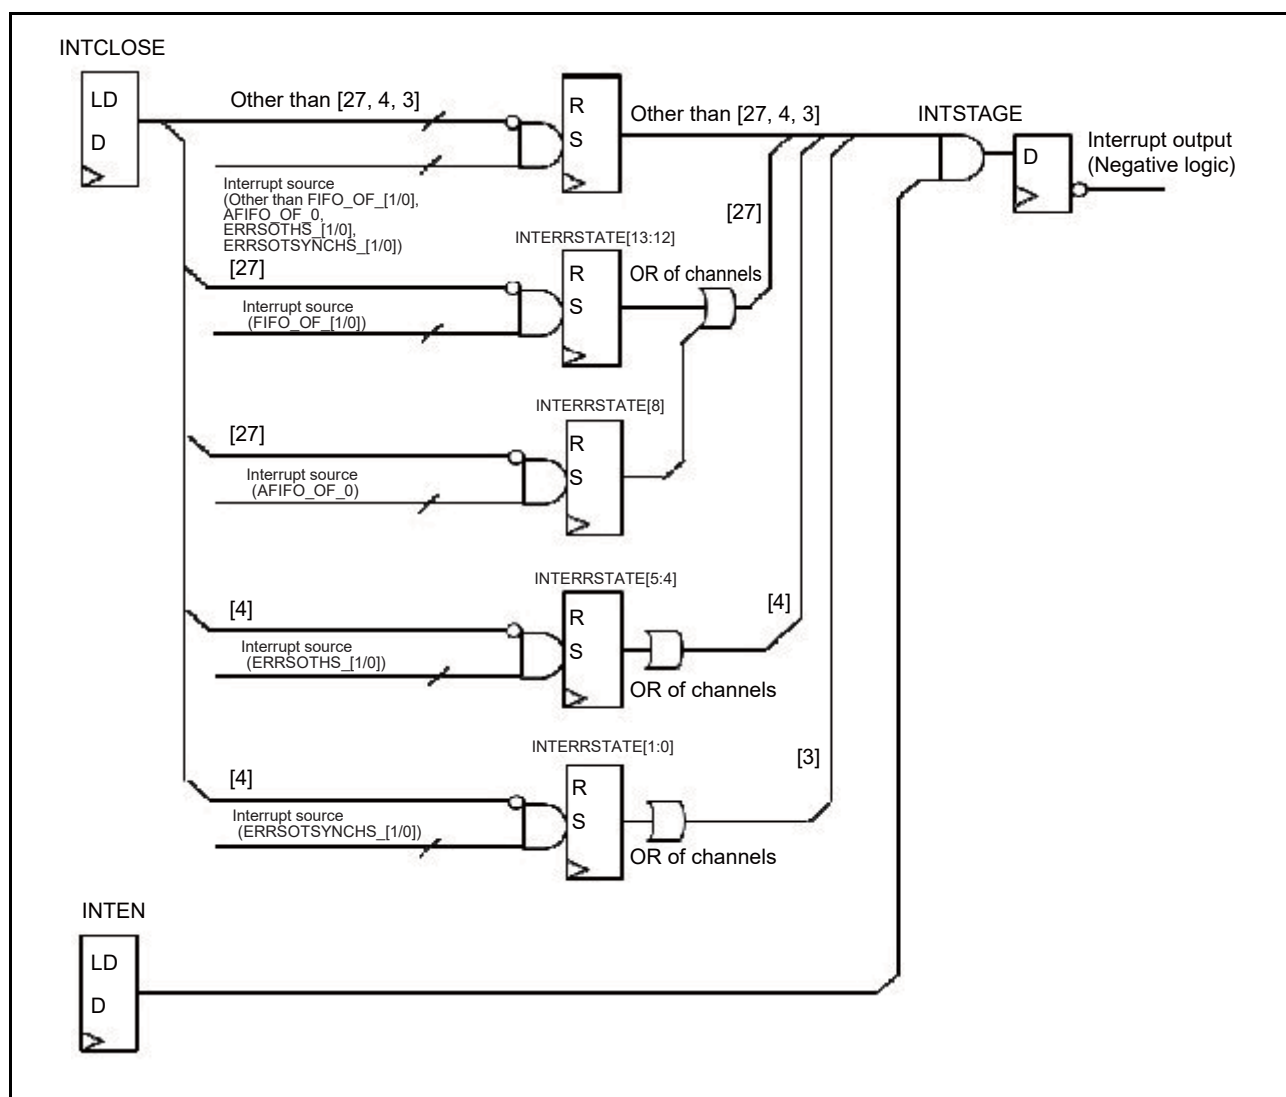 INTCLOSE
LD
D
Other than [27, 4, 3]
Interrupt source
(Other than FIFO_OF_[1/0],
AFIFO_OF_0,
ERRSOTHS_[1/0],
ERRSOTSYNCHS_[1/0])
R
S
Other than [27, 4, 3]
INTSTAGE
D
Interrupt output
(Negative logic)
[27]
INTERRSTATE[13:12]
[27]
Interrupt source
(FIFO_OF_[1/0])
R
S
OR of channels
INTERRSTATE[8]
[27]
Interrupt source
(AFIFO_OF_0)
R
S
INTERRSTATE[5:4]
[4]
Interrupt source
(ERRSOTHS_[1/0])
R
S
[4]
OR of channels
INTERRSTATE[1:0]
[4]
Interrupt source
(ERRSOTSYNCHS_[1/0])
R
S
[3]
OR of channels
INTEN
LD
D